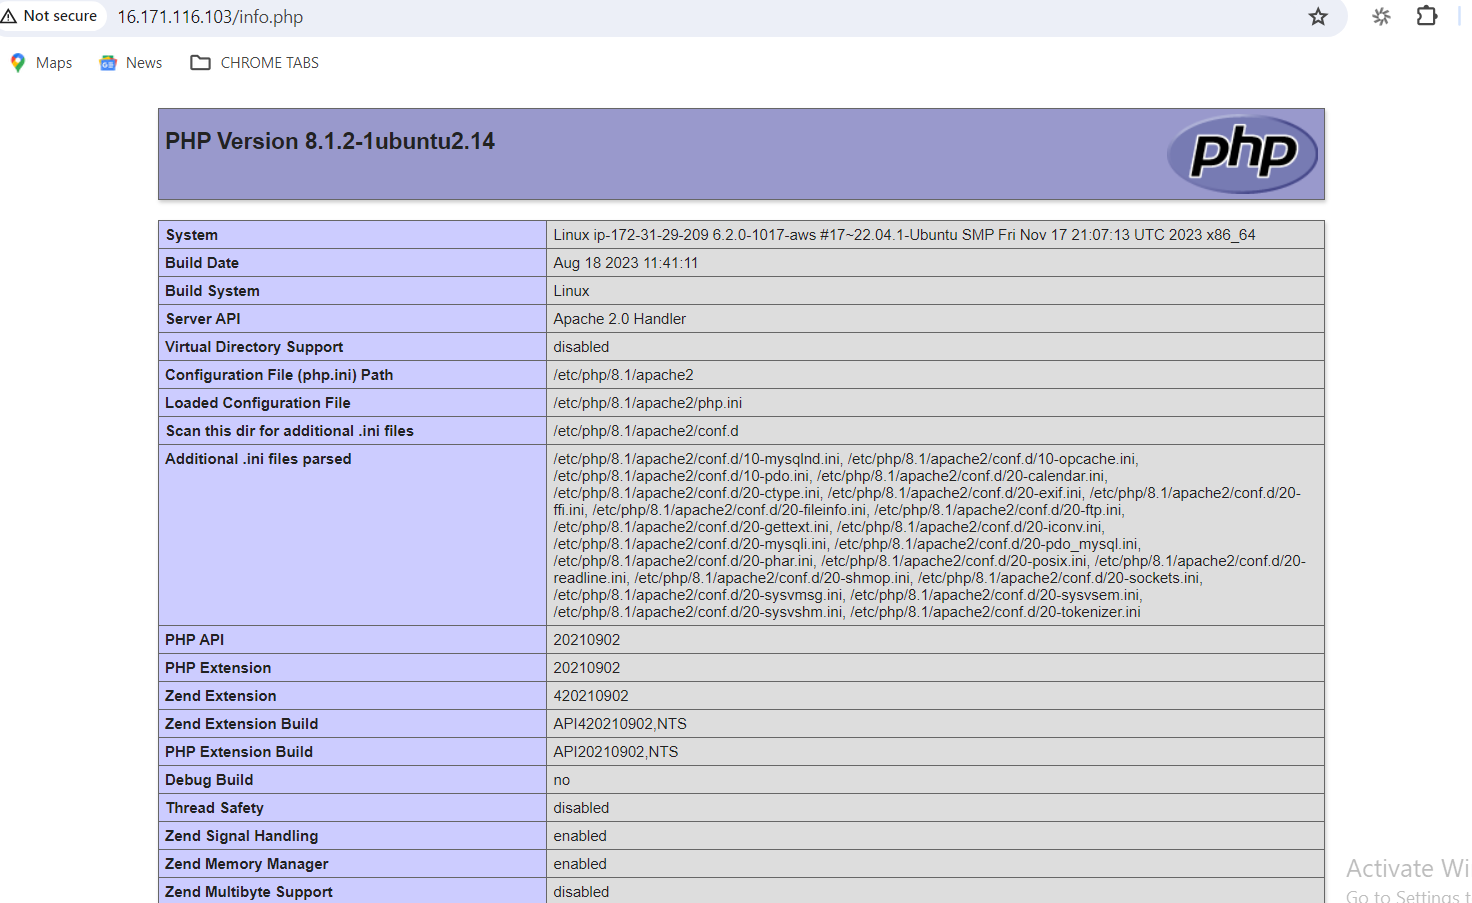 Not secure 16.171.116.103/info.php
Maps News CHROME TABS
PHP Version 8.1.2-1ubuntu2.14
php
System Linux ip-172-31-29-209 6.2.0-1017-aws #17~22.04.1-Ubuntu SMP Fri Nov 17 21:07:13 UTC 2023 x86_64
Build Date Aug 18 2023 11:41:11
Build System Linux
Server API Apache 2.0 Handler
Virtual Directory Support disabled
Configuration File (php.ini) Path /etc/php/8.1/apache2
Loaded Configuration File /etc/php/8.1/apache2/php.ini
Scan this dir for additional .ini files /etc/php/8.1/apache2/conf.d
Additional .ini files parsed /etc/php/8.1/apache2/conf.d/10-mysqlnd.ini, /etc/php/8.1/apache2/conf.d/10-opcache.ini,
/etc/php/8.1/apache2/conf.d/10-pdo.ini, /etc/php/8.1/apache2/conf.d/20-calendar.ini,
/etc/php/8.1/apache2/conf.d/20-ctype.ini, /etc/php/8.1/apache2/conf.d/20-exif.ini, /etc/php/8.1/apache2/conf.d/20-
ffi.ini, /etc/php/8.1/apache2/conf.d/20-fileinfo.ini, /etc/php/8.1/apache2/conf.d/20-ftp.ini,
/etc/php/8.1/apache2/conf.d/20-gettext.ini, /etc/php/8.1/apache2/conf.d/20-iconv.ini,
/etc/php/8.1/apache2/conf.d/20-mysqli.ini, /etc/php/8.1/apache2/conf.d/20-pdo_mysql.ini,
/etc/php/8.1/apache2/conf.d/20-phar.ini, /etc/php/8.1/apache2/conf.d/20-posix.ini, /etc/php/8.1/apache2/conf.d/20-
readline.ini, /etc/php/8.1/apache2/conf.d/20-shmop.ini, /etc/php/8.1/apache2/conf.d/20-sockets.ini,
/etc/php/8.1/apache2/conf.d/20-sysvmsg.ini, /etc/php/8.1/apache2/conf.d/20-sysvsem.ini,
/etc/php/8.1/apache2/conf.d/20-sysvshm.ini, /etc/php/8.1/apache2/conf.d/20-tokenizer.ini
PHP API 20210902
PHP Extension 20210902
Zend Extension 420210902
Zend Extension Build API420210902,NTS
PHP Extension Build API20210902,NTS
Debug Build no
Thread Safety disabled
Zend Signal Handling enabled
Zend Memory Manager enabled
Zend Multibyte Support disabled
Activate Wi
Go to Settings t